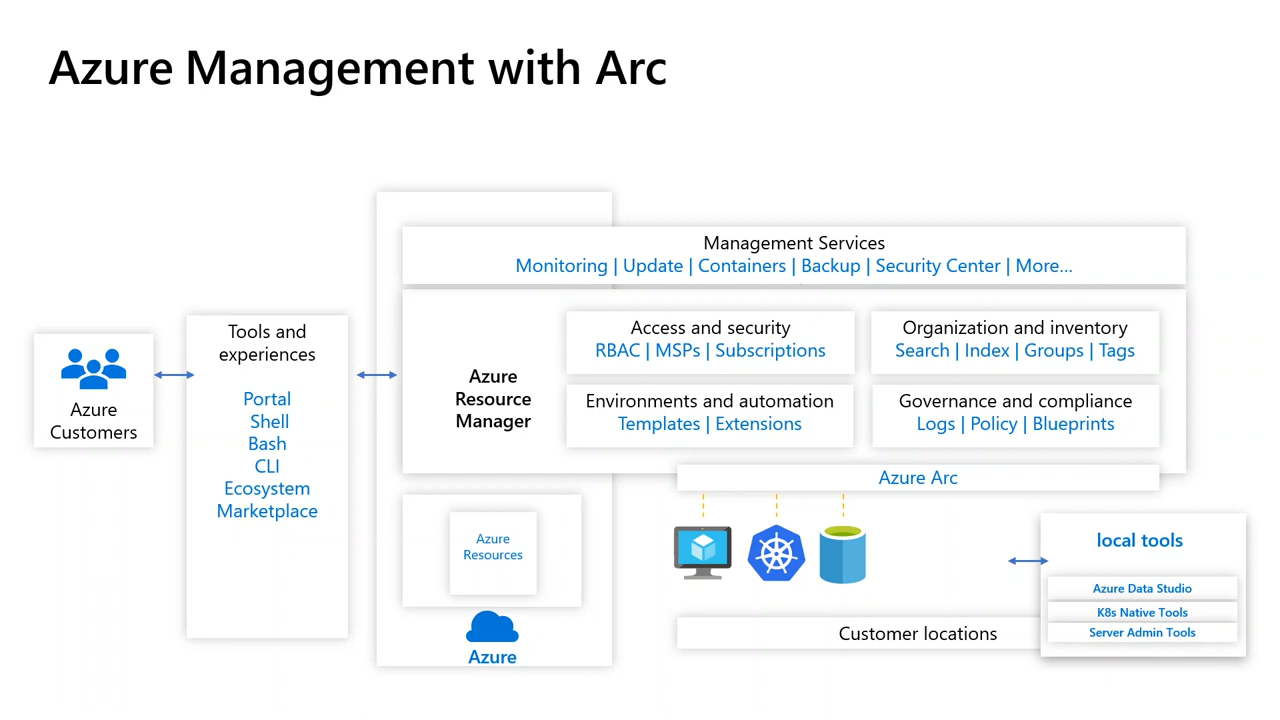 Azure Management with Arc
Azure
Customers
Tools and
experiences
Portal
Shell
Bash
CLI
Ecosystem
Marketplace
Management Services
Monitoring | Update | Containers | Backup | Security Center | More...
Azure
Resource
Manager
Access and security
RBAC | MSPs | Subscriptions
Organization and inventory
Search | Index | Groups | Tags
Environments and automation
Templates | Extensions
Governance and compliance
Logs | Policy | Blueprints
Azure Arc
Azure
Resources
Azure
Customer locations
local tools
Azure Data Studio
K8s Native Tools
Server Admin Tools